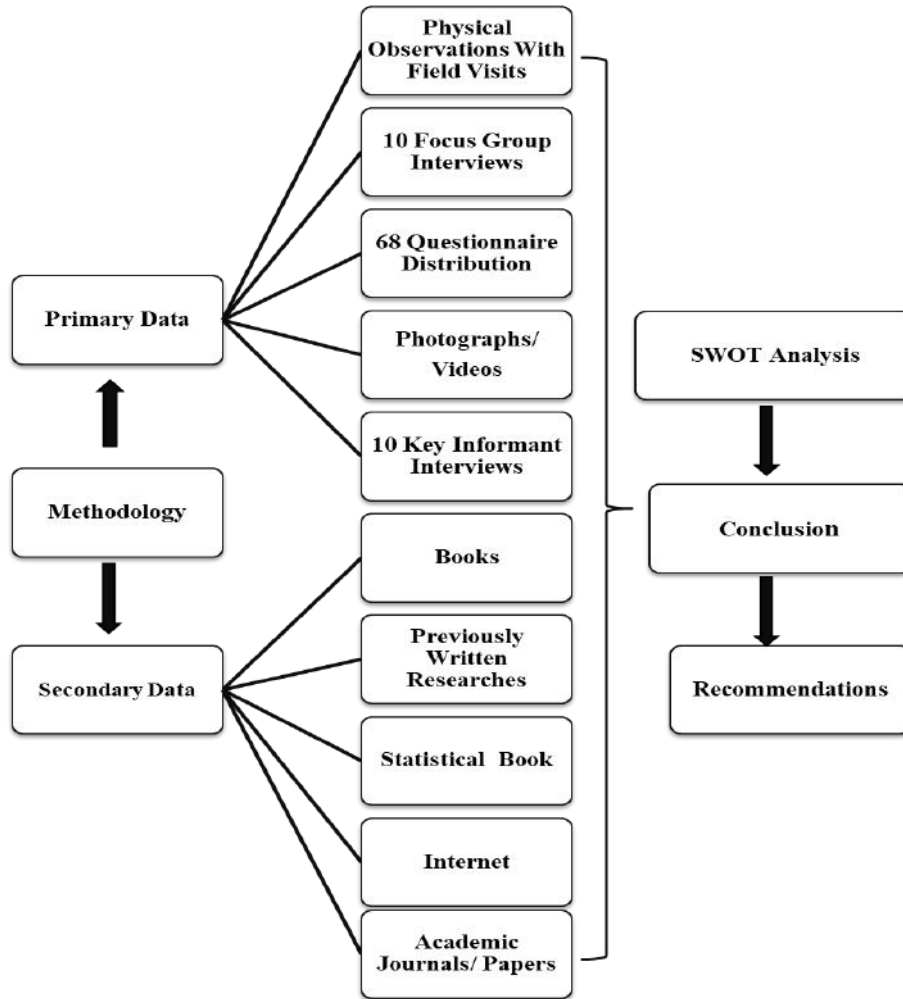 Physical
Observations With
Field Visits
10 Focus Group
Interviews
68 Questionnaire
Distribution
Primary Data
Photographs/
Videos
SWOT Analysis
10 Key Informant
Interviews
Methodology
Conclusion
Books
Previously
Written
Researches
Secondary Data
Recommendations
Statistical Book
Internet
Academic
Journals/ Papers